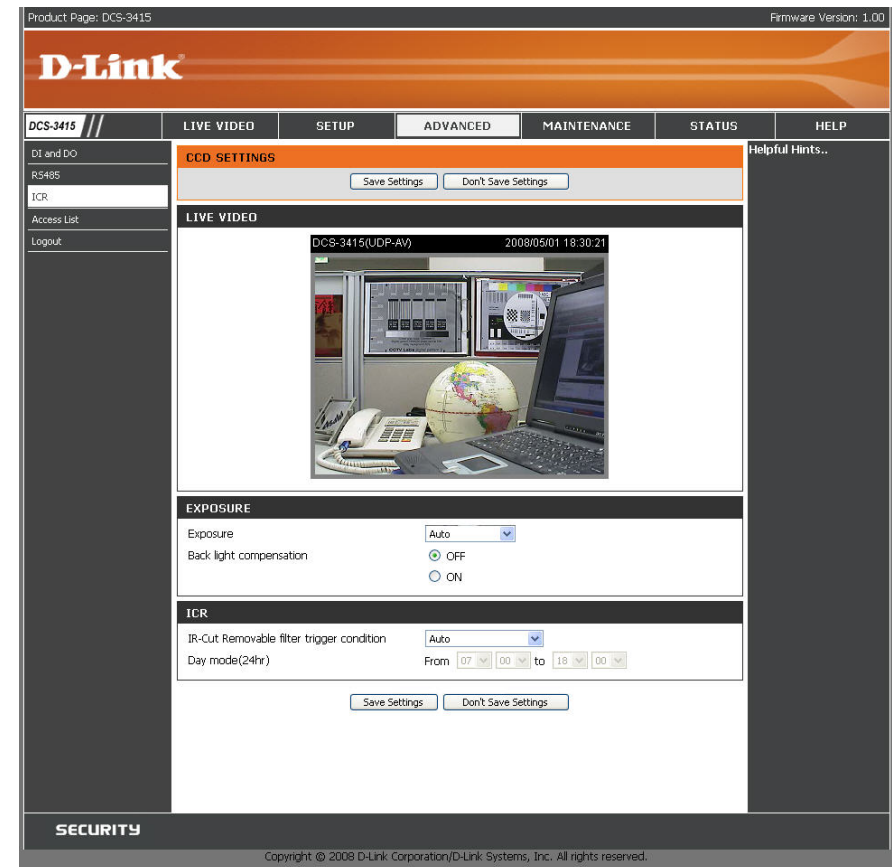 Product Page: DCS-3415 Firmware Version: 1.00
D-Link
DCS-3415 LIVE VIDEO SETUP ADVANCED MAINTENANCE STATUS HELP
DI and DO
RS485
ICR
Access List
Logout
CCD SETTINGS
Save Settings Don't Save Settings
LIVE VIDEO
DCS-3415(UDP-AV) 2008/05/01 18:30:21
EXPOSURE
Exposure Auto
Back light compensation OFF
ON
ICR
IR-Cut Removable filter trigger condition Auto
Day mode(24hr) From 07 00 to 18 00
Save Settings Don't Save Settings
Helpful Hints..
SECURITY
Copyright © 2008 D-Link Corporation/D-Link Systems, Inc. All rights reserved.